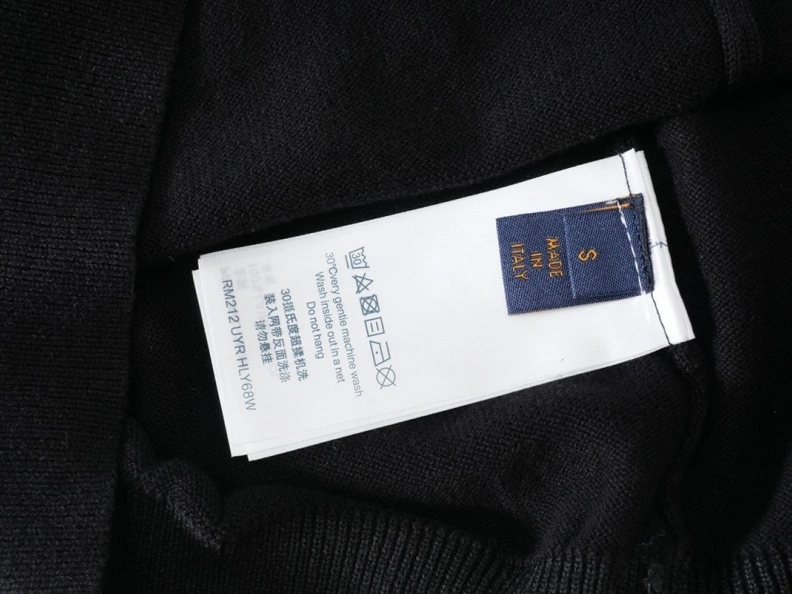 S
MADE
IN
ITALY
30
30°Cvery gentle machine wash
Wash inside out in a net
Do not hang
30摄氏度超揉机洗
装入网带反面洗涤
请勿悬挂
RM212 UYR HLY68W